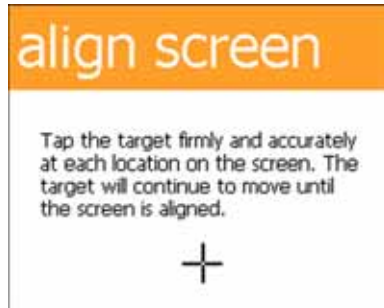 align screen
Tap the target firmly and accurately
at each location on the screen. The
target will continue to move until
the screen is aligned.